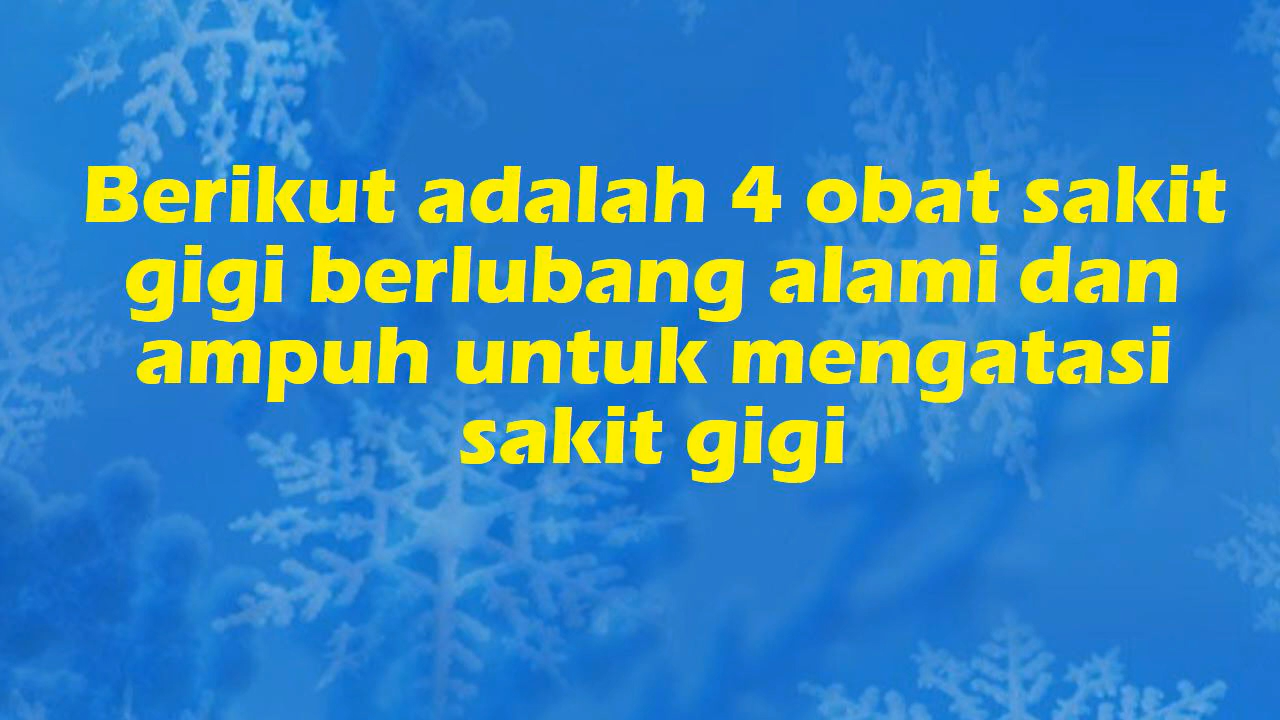 Berikut adalah 4 obat sakit
gigi berlubang alami dan
ampuh untuk mengatasi
sakit gigi